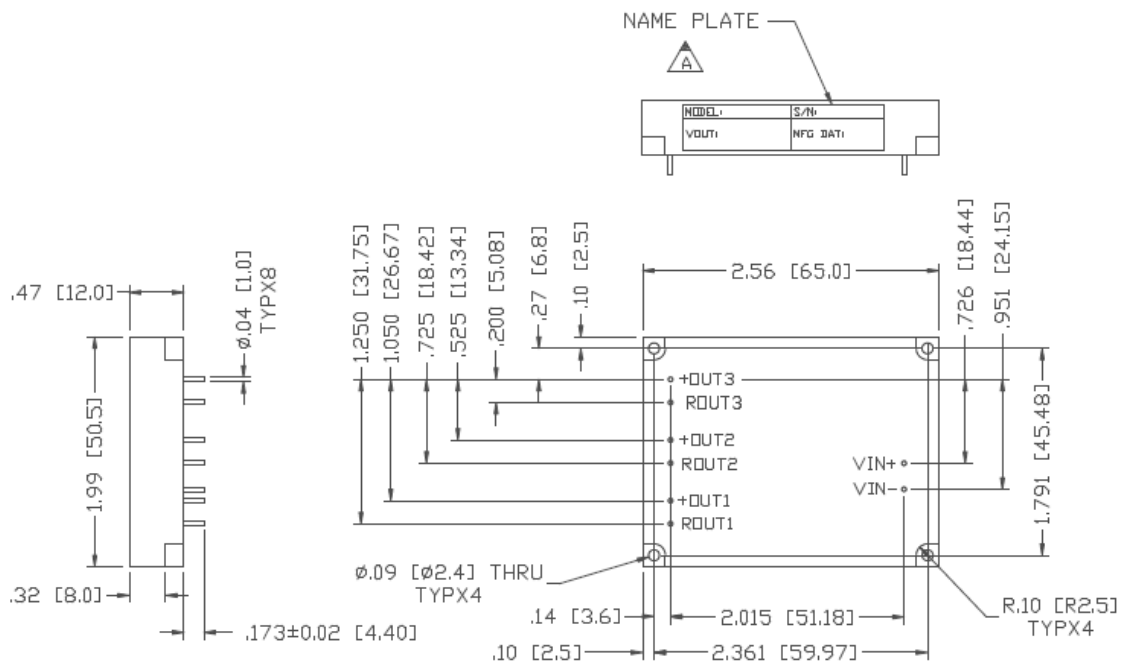 NAME PLATE
A
MODEL:
S/N:
VOUT:
MFG DAT:
.47 [12.0]
Ø.04 [1.0]
TYPX8
1.99 [50.5]
.32 [8.0]
.173±0.02 [4.40]
1.250 [31.75]
1.050 [26.67]
.725 [18.42]
.525 [13.34]
.200 [5.08]
.27 [6.8]
.10 [2.5]
2.56 [65.0]
.726 [18.44]
.951 [24.15]
+OUT3
ROUT3
+OUT2
ROUT2
+OUT1
ROUT1
VIN+
VIN-
1.791 [45.48]
Ø.09 [Ø2.4] THRU
TYPX4
R.10 [R2.5]
TYPX4
.14 [3.6]
2.015 [51.18]
.10 [2.5]
2.361 [59.97]